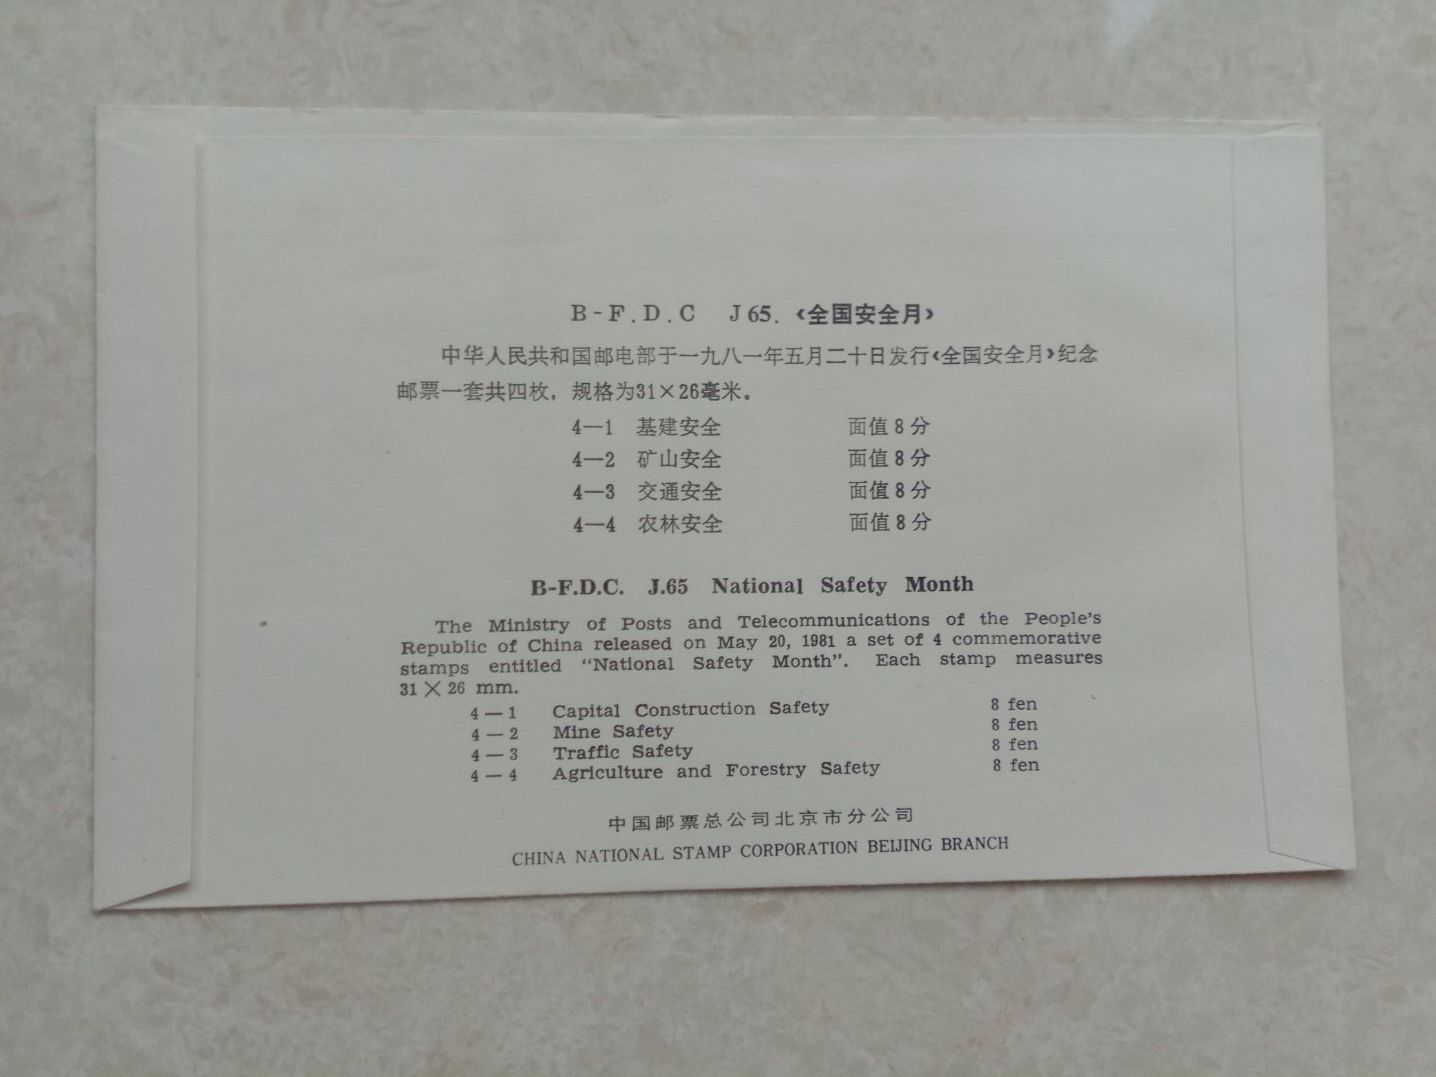 B-F.D.C J65.《全国安全月》
中华人民共和国邮电部于一九八一年五月二十日发行《全国安全月》纪念
邮票一套共四枚，规格为31×26毫米。
4—1 基建安全 面值8分
4—2 矿山安全 面值8分
4—3 交通安全 面值8分
4—4 农林安全 面值8分
B-F.D.C. J.65 National Safety Month
The Ministry of Posts and Telecommunications of the People's
Republic of China released on May 20, 1981 a set of 4 commemorative
stamps entitled “National Safety Month”. Each stamp measures
31×26 mm.
4—1 Capital Construction Safety 8 fen
4—2 Mine Safety 8 fen
4—3 Traffic Safety 8 fen
4—4 Agriculture and Forestry Safety 8 fen
中国邮票总公司北京市分公司
CHINA NATIONAL STAMP CORPORATION BEIJING BRANCH